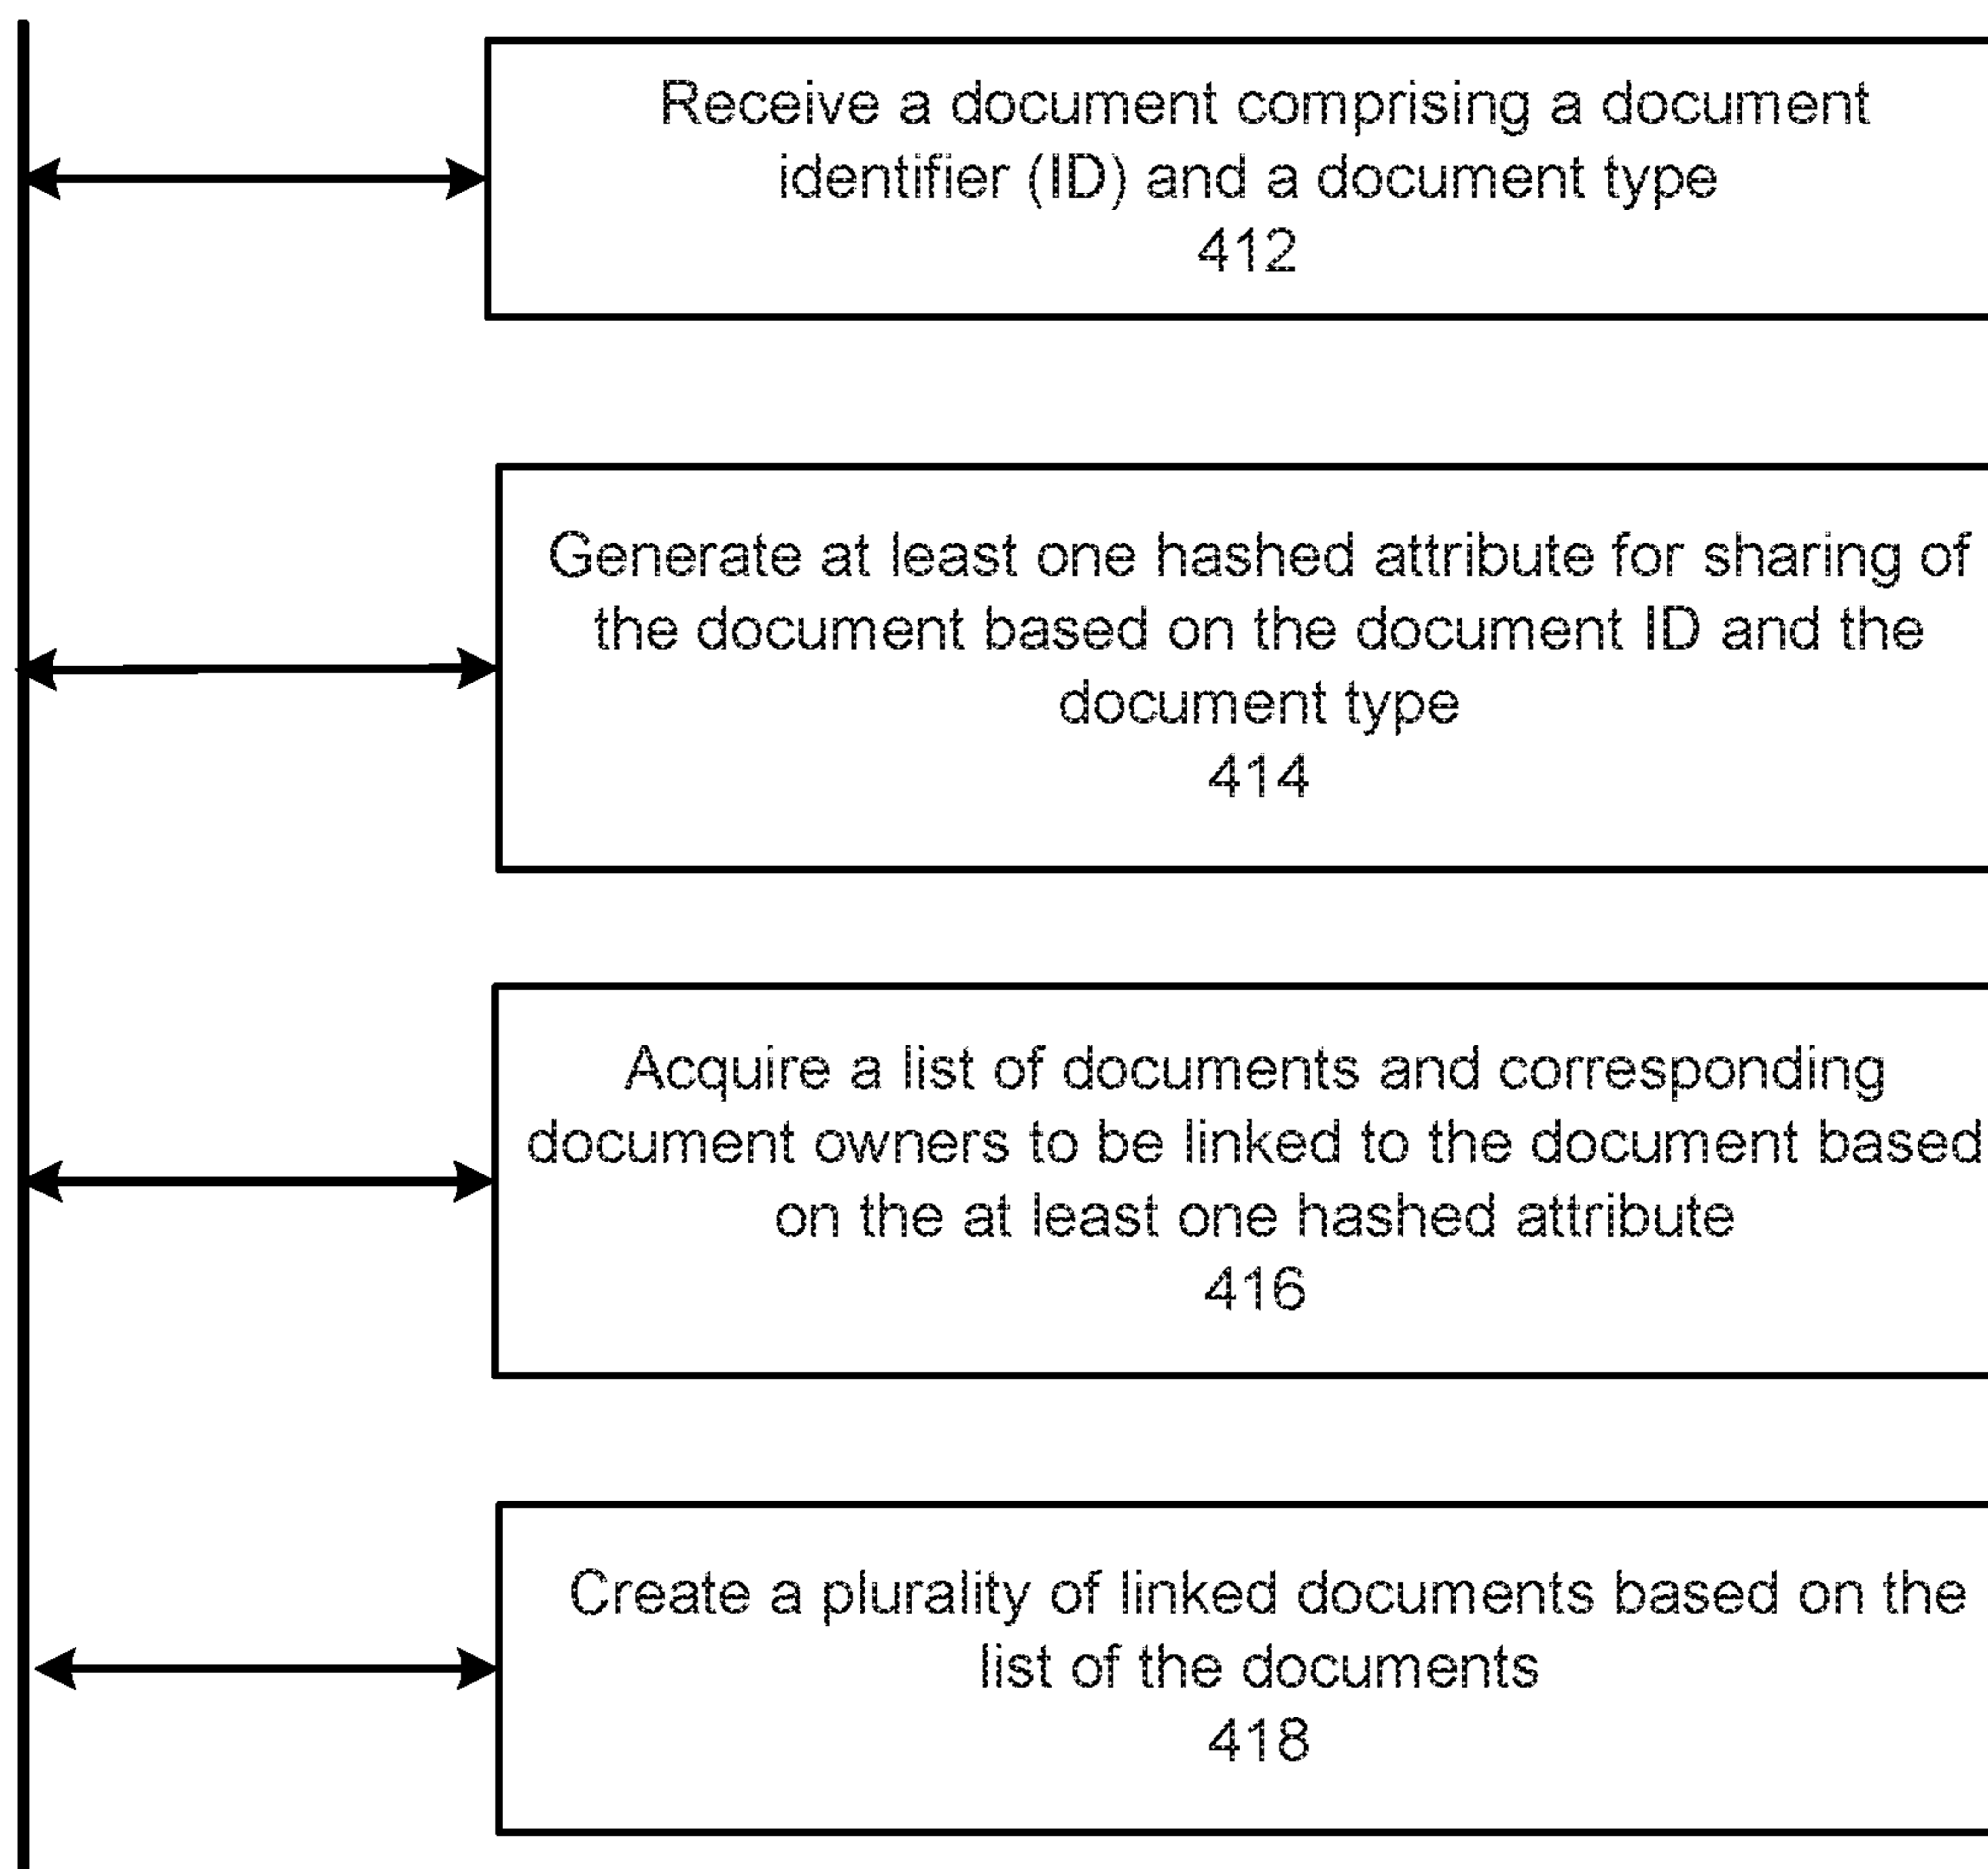 Receive a document comprising a document
identifier (ID) and a document type
412
Generate at least one hashed attribute for sharing of
the document based on the document ID and the
document type
414
Acquire a list of documents and corresponding
document owners to be linked to the document based
on the at least one hashed attribute
416
Create a plurality of linked documents based on the
list of the documents
418